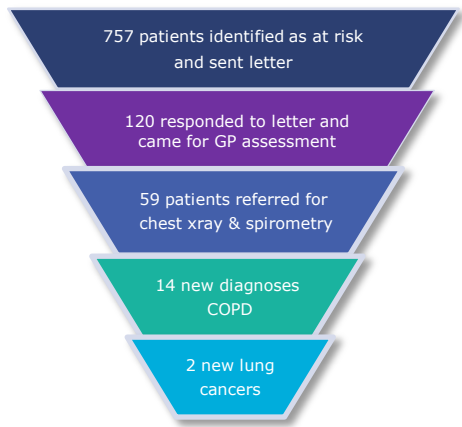 757 patients identified as at risk
and sent letter
120 responded to letter and
came for GP assessment
59 patients referred for
chest xray & spirometry
14 new diagnoses
COPD
2 new lung
cancers